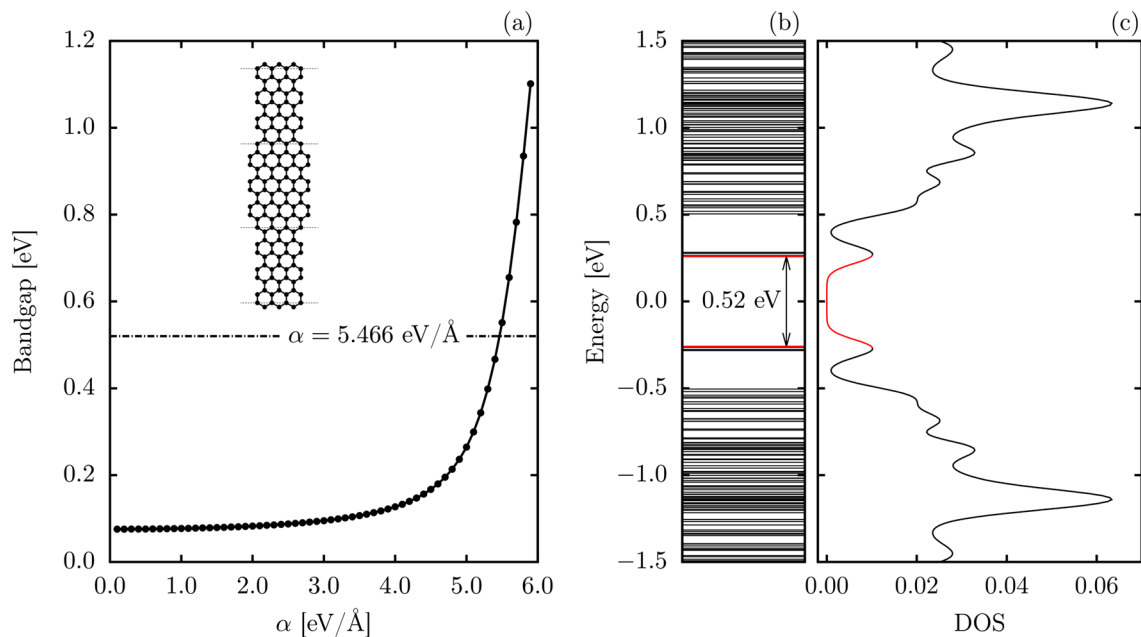 (a)
(b)
(c)
1.2
1.0
0.8
0.6
0.4
0.2
0.0
Bandgap [eV]
α = 5.466 eV/Å
0.0 1.0 2.0 3.0 4.0 5.0 6.0
α [eV/Å]
1.5
1.0
0.5
0.0
−0.5
−1.0
−1.5
Energy [eV]
0.52 eV
0.00 0.02 0.04 0.06
DOS